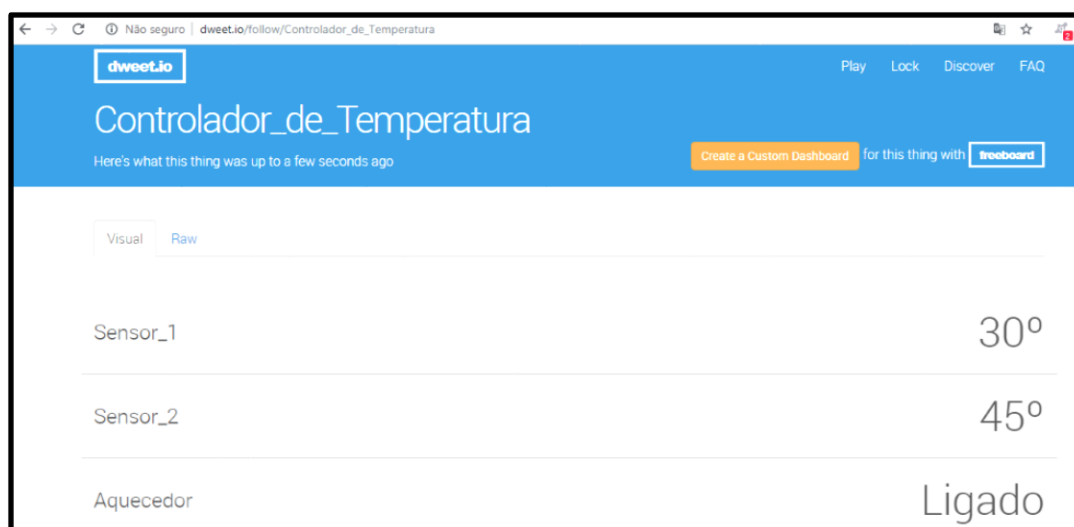 Não seguro | dweet.io/follow/Controlador_de_Temperatura
2
dweet.io
Play Lock Discover FAQ
Controlador_de_Temperatura
Here's what this thing was up to a few seconds ago
Create a Custom Dashboard for this thing with freeboard
Visual Raw
Sensor_1 30º
Sensor_2 45º
Aquecedor Ligado